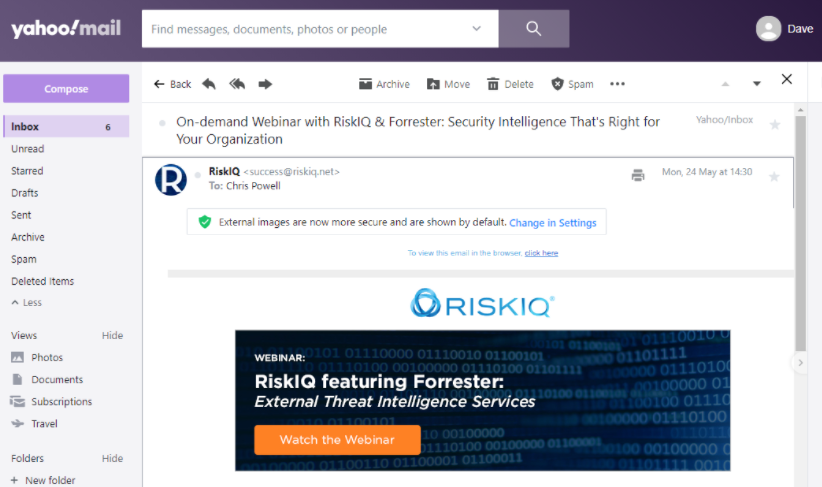 yahoo!mail
Find messages, documents, photos or people
Dave
Compose
Back
Archive
Move
Delete
Spam
Inbox 6
Unread
Starred
Drafts
Sent
Archive
Spam
Deleted Items
Less
Views Hide
Photos
Documents
Subscriptions
Travel
Folders Hide
+ New folder
On-demand Webinar with RiskIQ & Forrester: Security Intelligence That's Right for
Your Organization
Yahoo/Inbox
RiskIQ <success@riskiq.net>
To: Chris Powell
Mon, 24 May at 14:30
External images are now more secure and are shown by default. Change in Settings
To view this email in the browser, click here
RISKIQ®
WEBINAR:
RiskIQ featuring Forrester:
External Threat Intelligence Services
Watch the Webinar